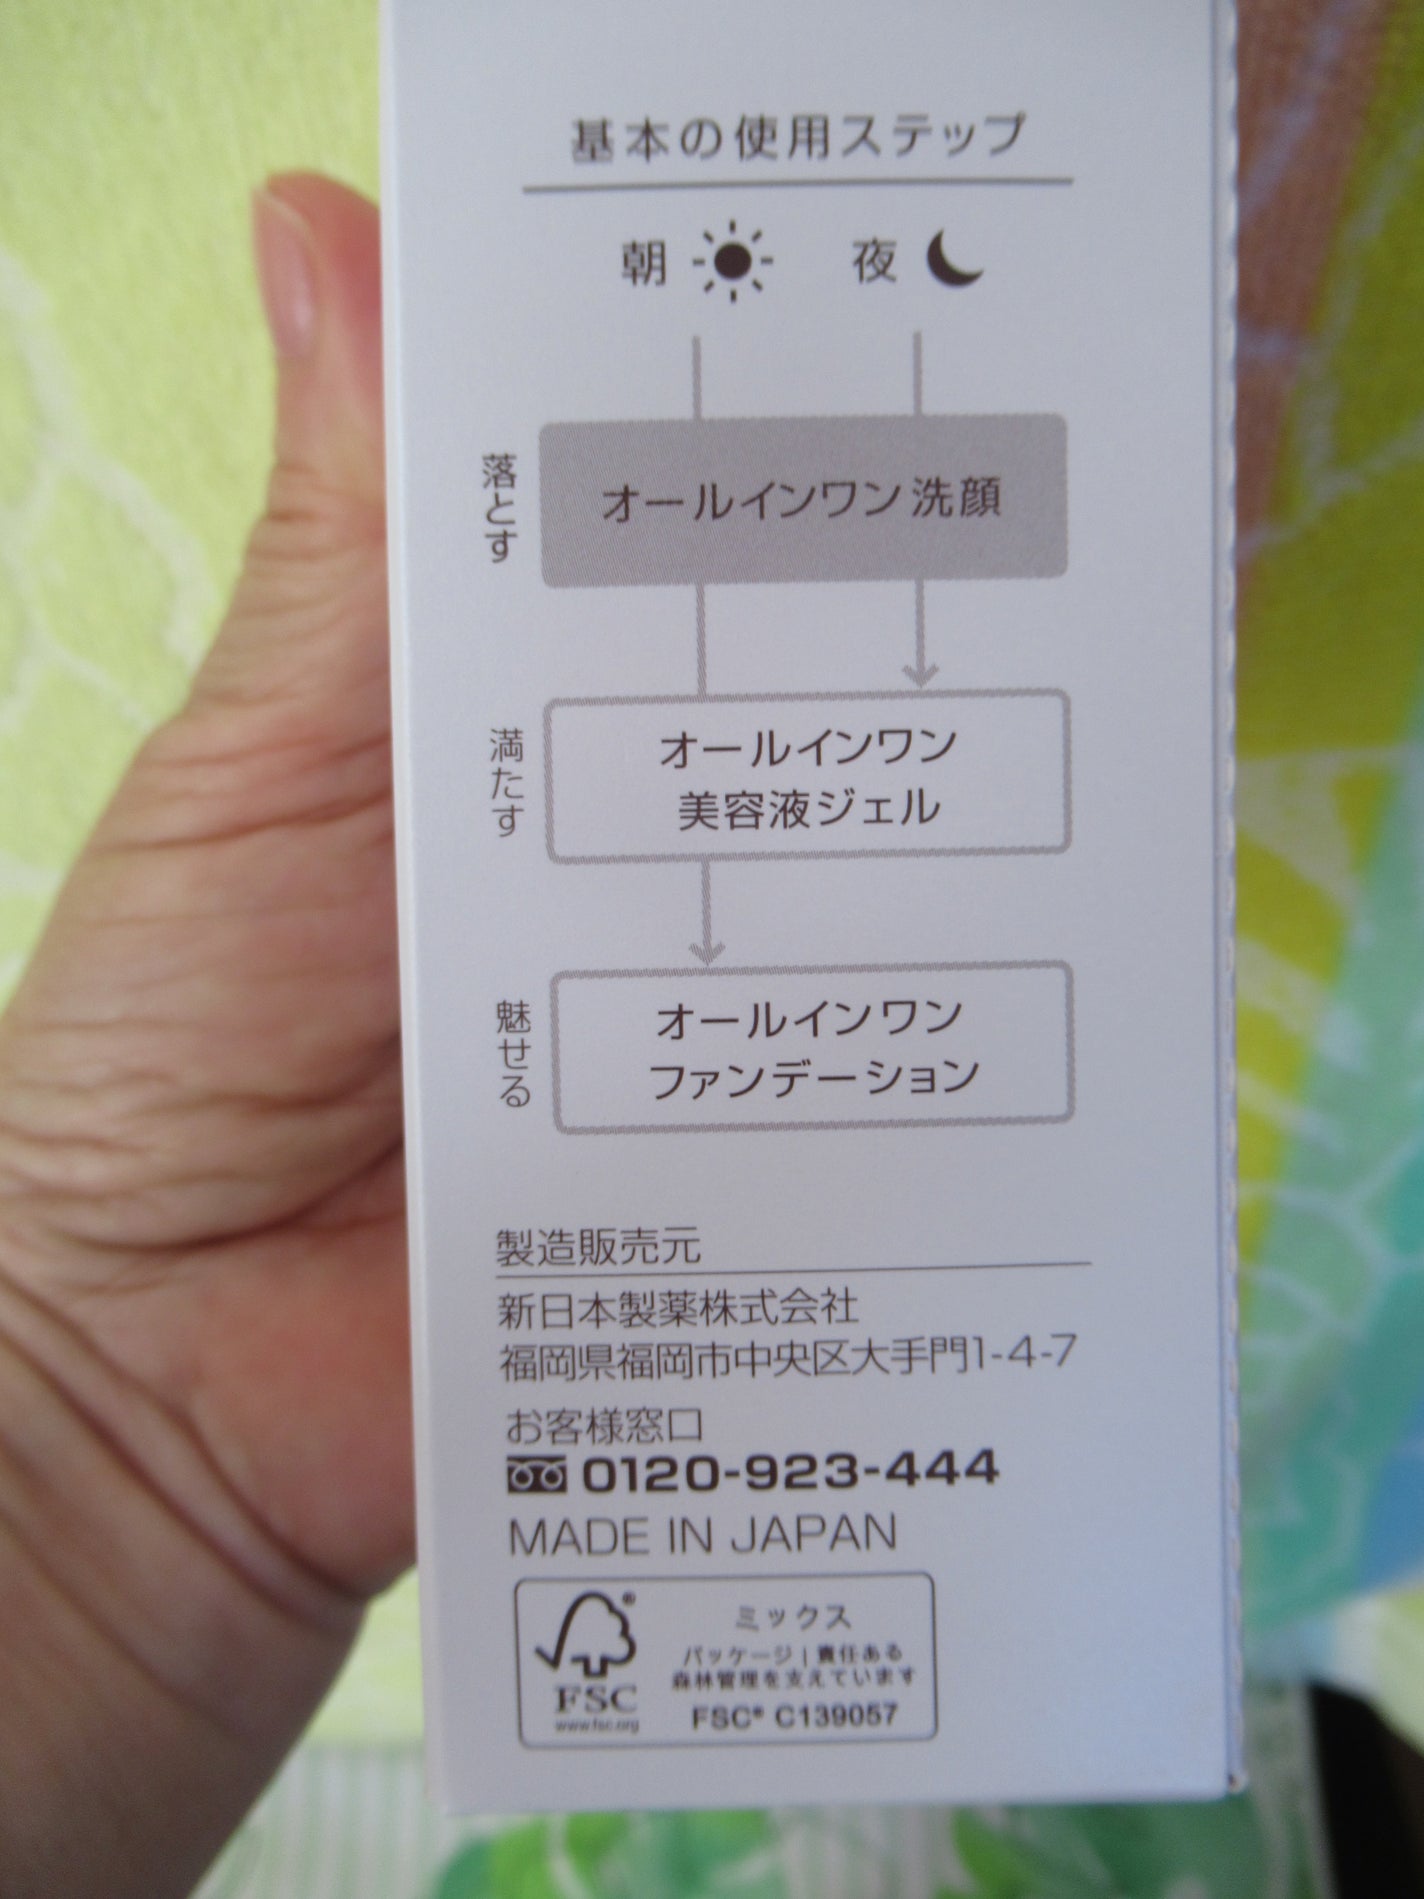 基本の使用ステップ
朝 夜
落とす
オールインワン洗顔
満たす
オールインワン
美容液ジェル
魅せる
オールインワン
ファンデーション
製造販売元
新日本製薬株式会社
福岡県福岡市中央区大手門1-4-7
お客様窓口
0120-923-444
MADE IN JAPAN
FSC®
www.fsc.org
ミックス
パッケージ|責任ある
森林管理を支えています
FSC® C139057